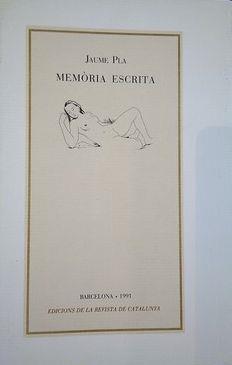 JAUME PLA
MEMÒRIA ESCRITA
BARCELONA • 1991
EDICIONS DE LA REVISTA DE CATALUNYA